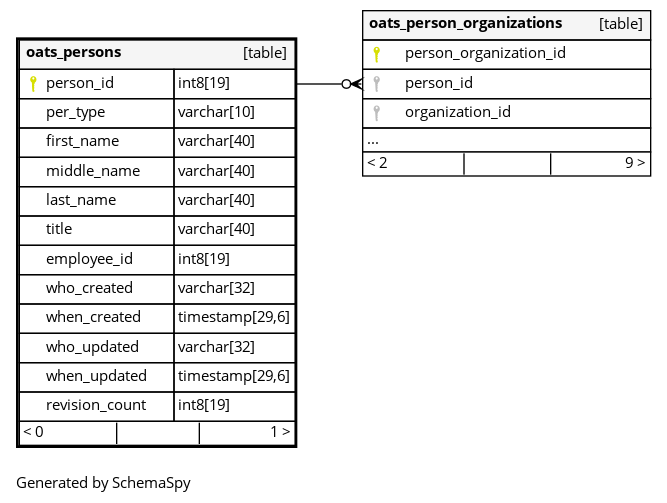 oats_persons [table]
person_id int8[19]
per_type varchar[10]
first_name varchar[40]
middle_name varchar[40]
last_name varchar[40]
title varchar[40]
employee_id int8[19]
who_created varchar[32]
when_created timestamp[29,6]
who_updated varchar[32]
when_updated timestamp[29,6]
revision_count int8[19]
< 0 1 >
oats_person_organizations [table]
person_organization_id
person_id
organization_id
...
< 2 9 >
Generated by SchemaSpy